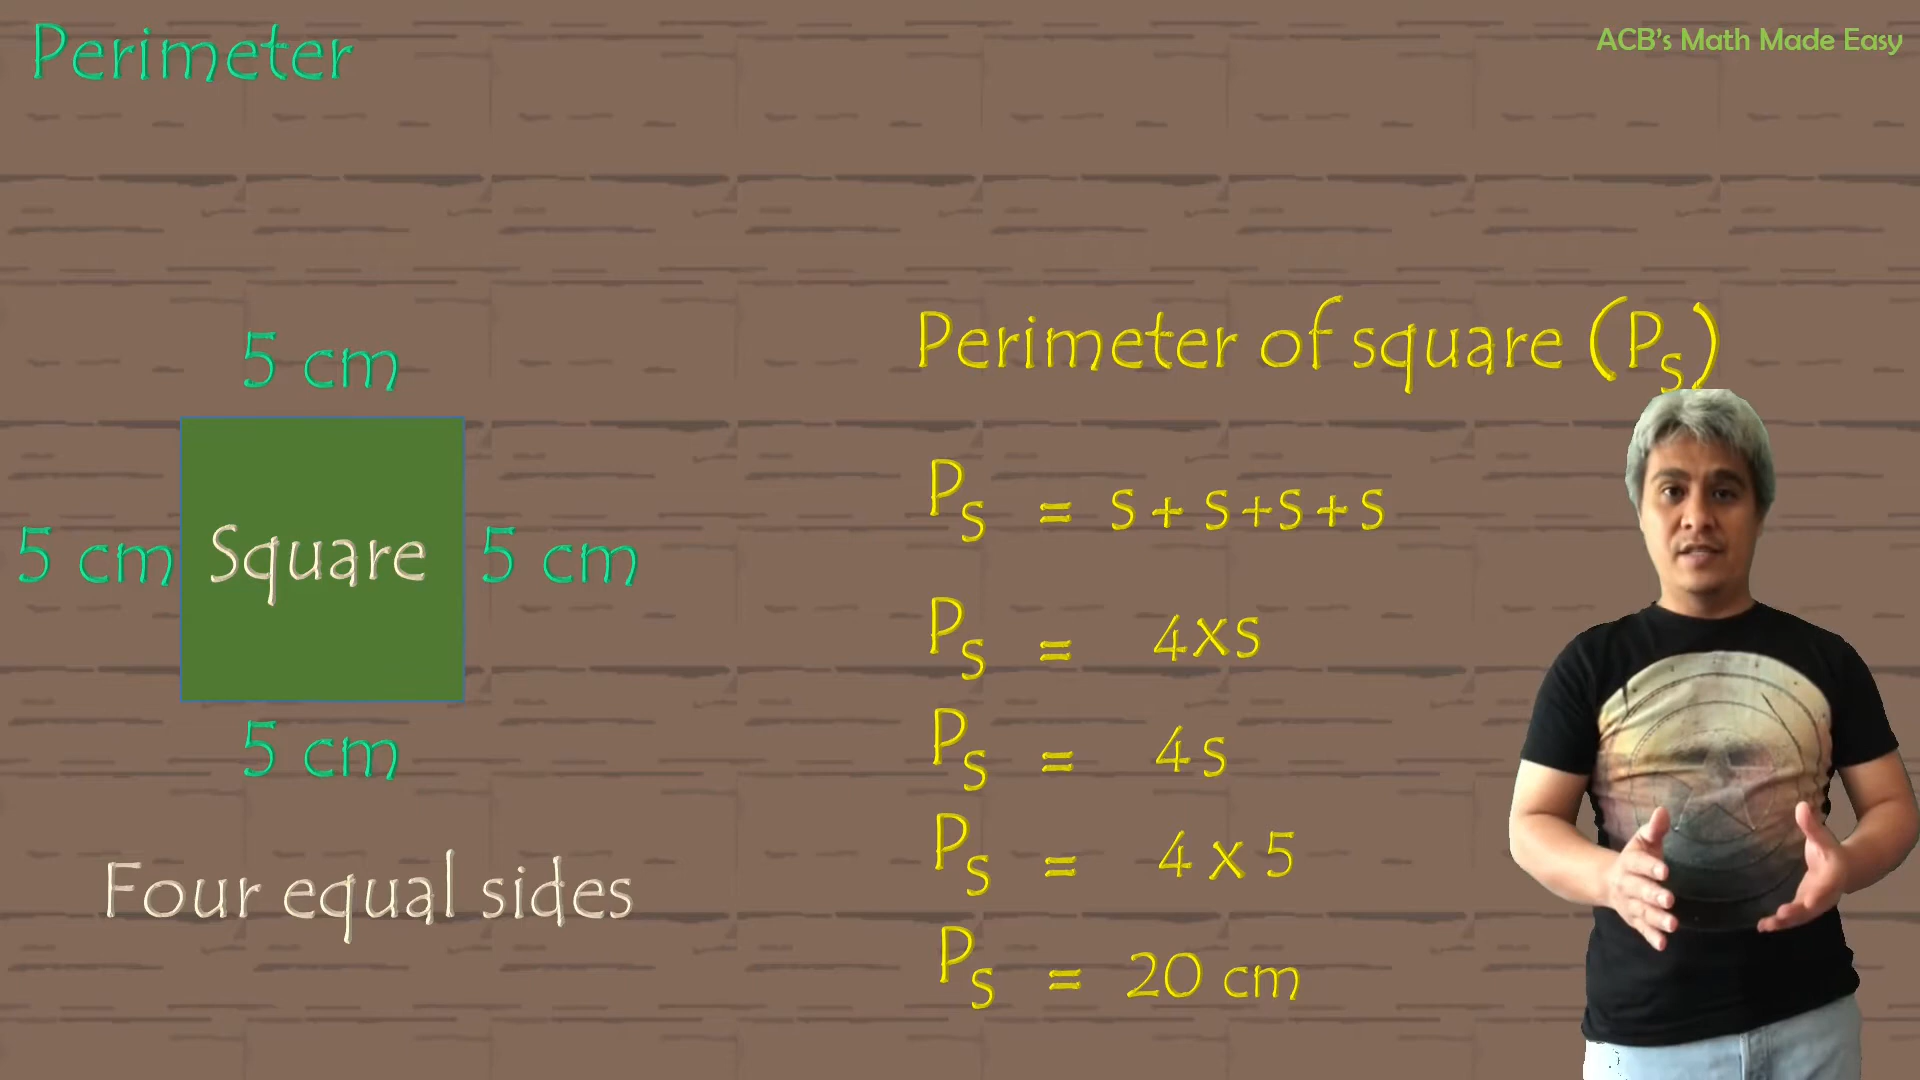 Perimeter
ACB's Math Made Easy
5 cm
5 cm
Square
5 cm
5 cm
Four equal sides
Perimeter of square (Ps)
Ps = s + s +s + s
Ps = 4xs
Ps = 4s
Ps = 4 x 5
Ps = 20 cm